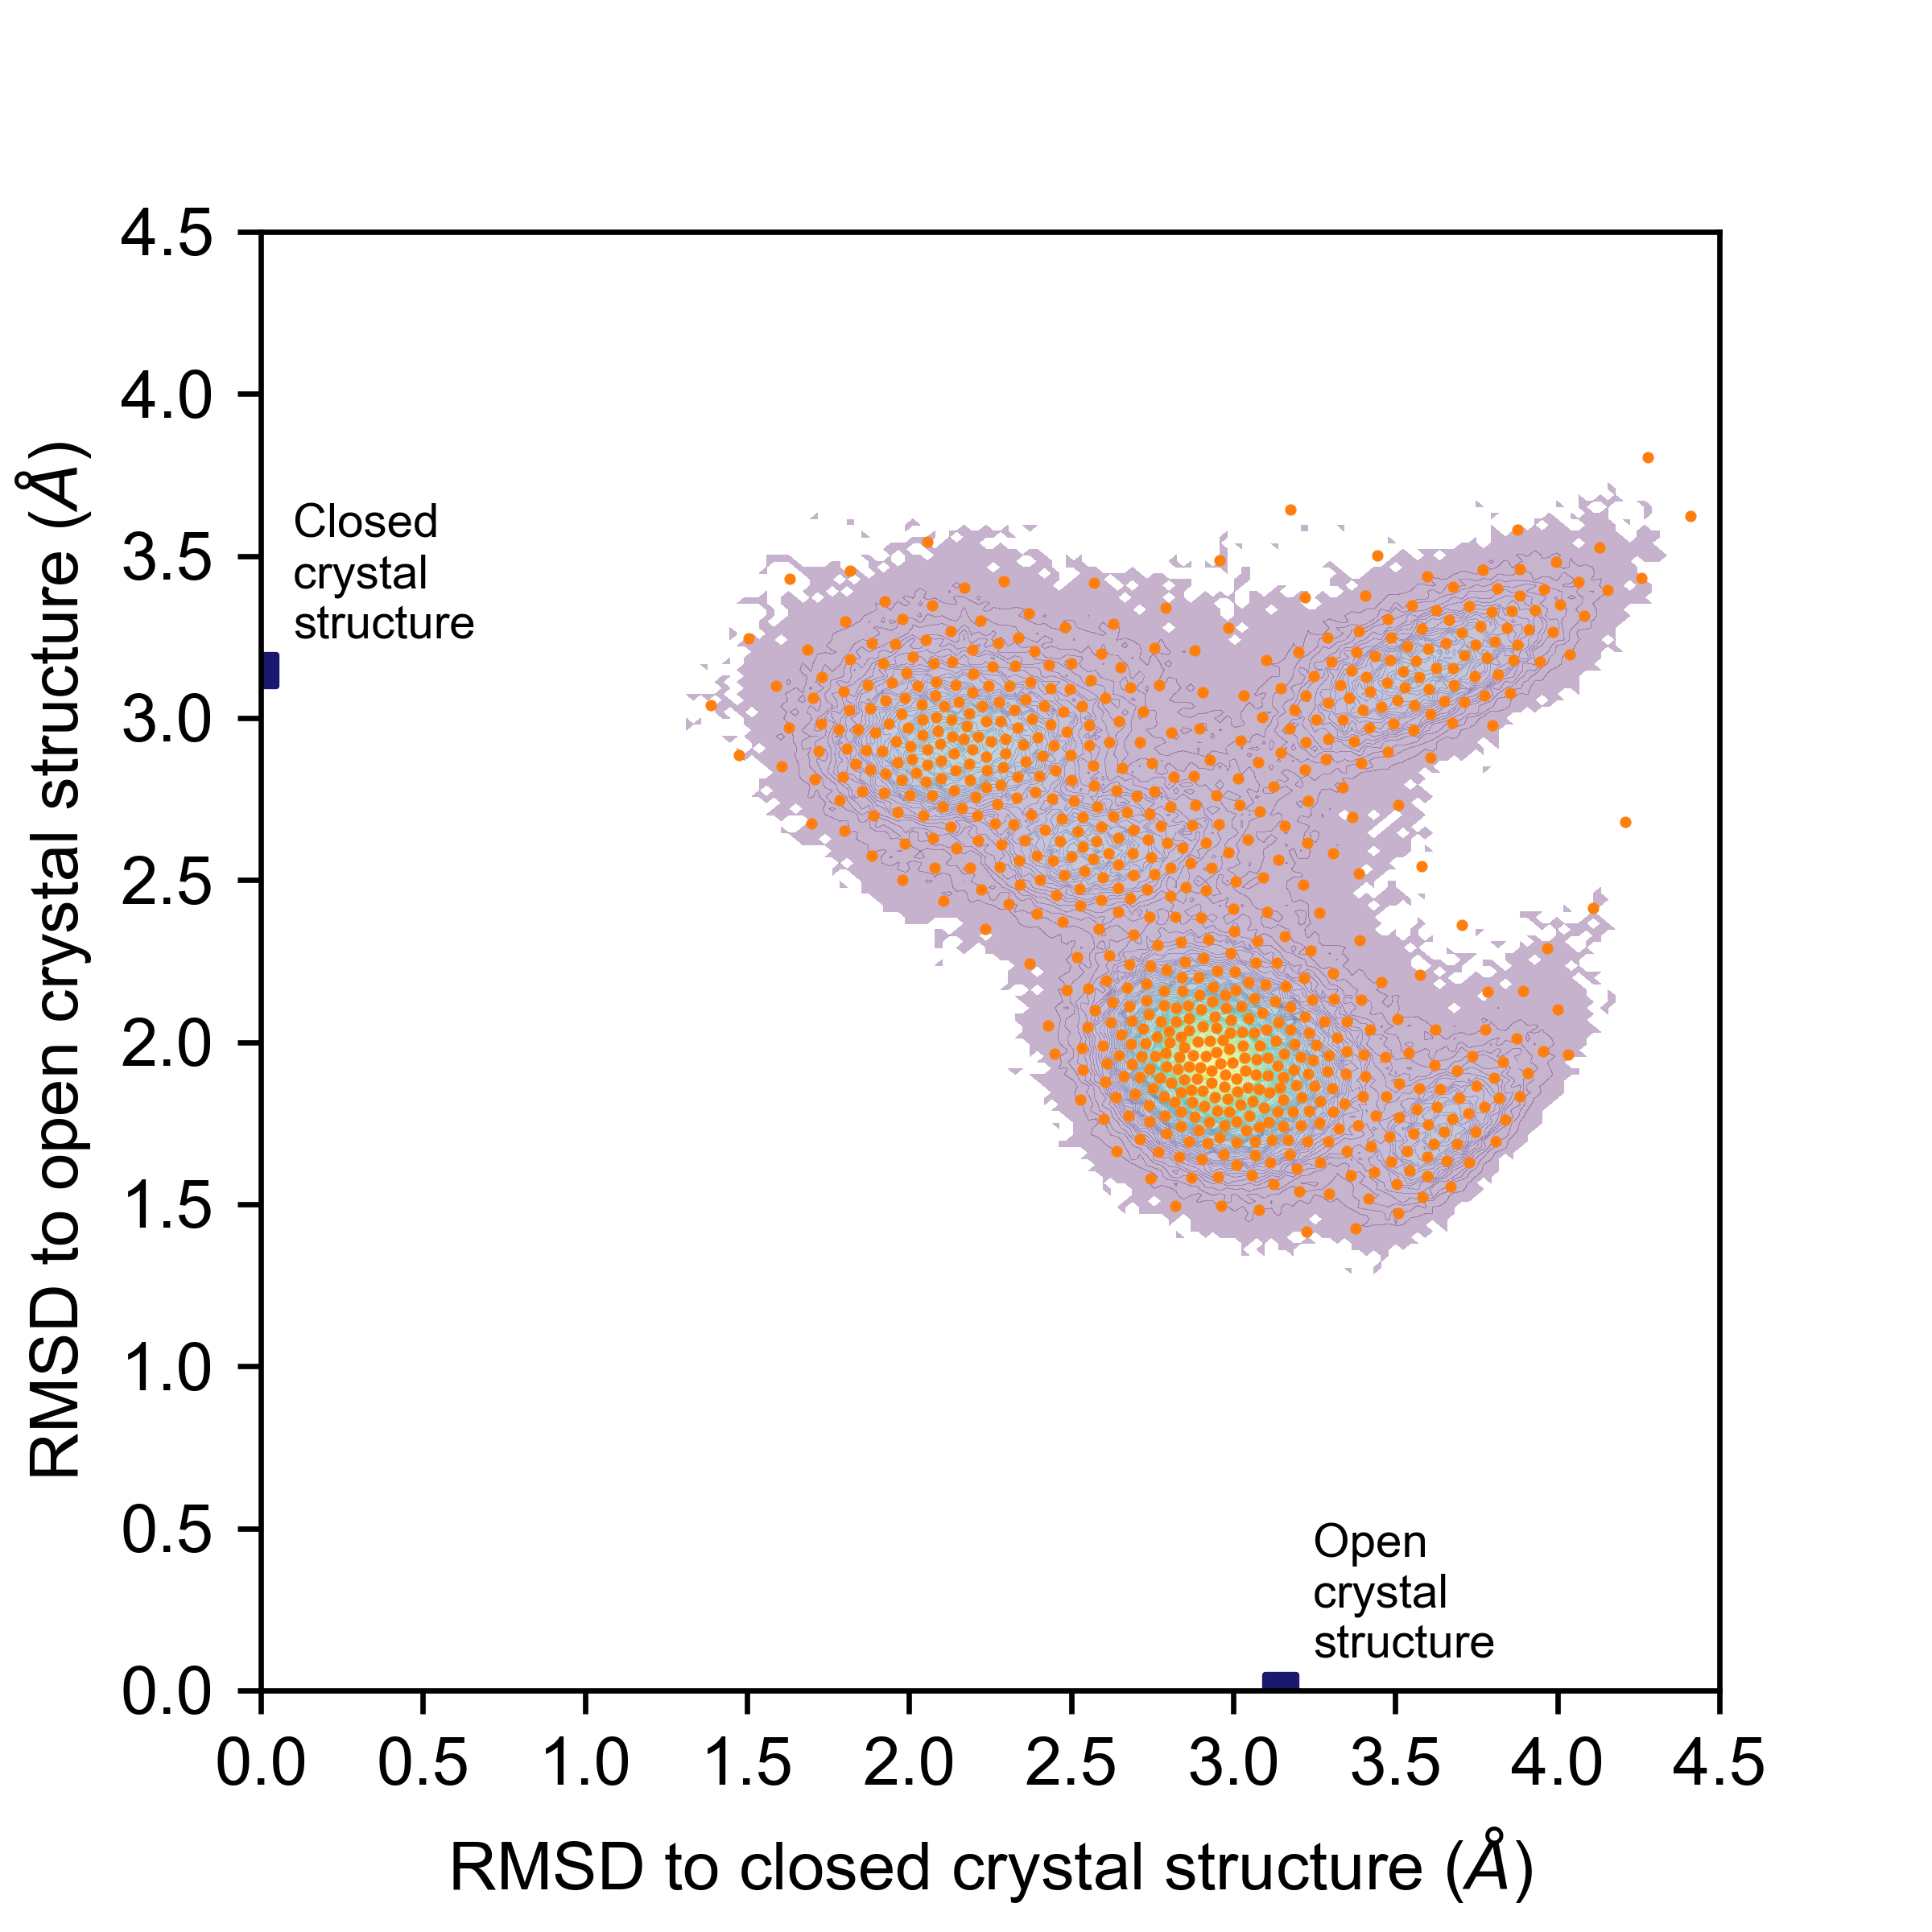 4.5
4.0
3.5
3.0
2.5
2.0
1.5
1.0
0.5
0.0
RMSD to open crystal structure (Å)
Closed
crystal
structure
Open
crystal
structure
0.0 0.5 1.0 1.5 2.0 2.5 3.0 3.5 4.0 4.5
RMSD to closed crystal structure (Å)